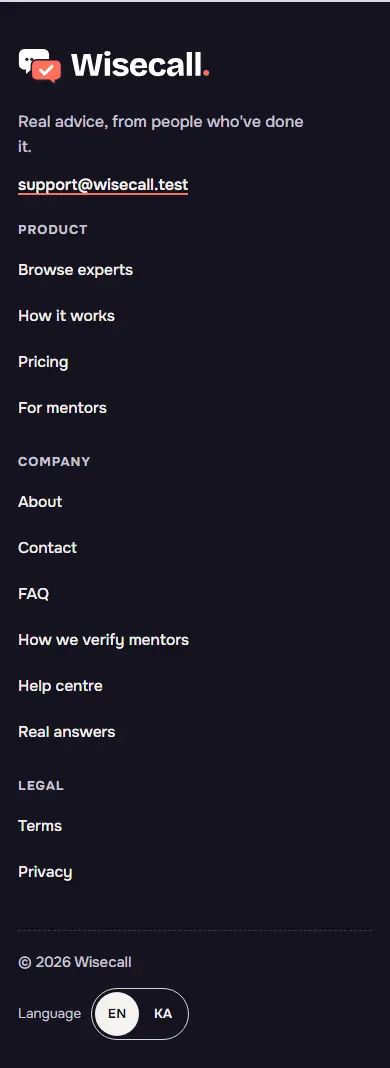 Wisecall.
Real advice, from people who've done
it.
support@wisecall.test
PRODUCT
Browse experts
How it works
Pricing
For mentors
COMPANY
About
Contact
FAQ
How we verify mentors
Help centre
Real answers
LEGAL
Terms
Privacy
© 2026 Wisecall
Language EN KA